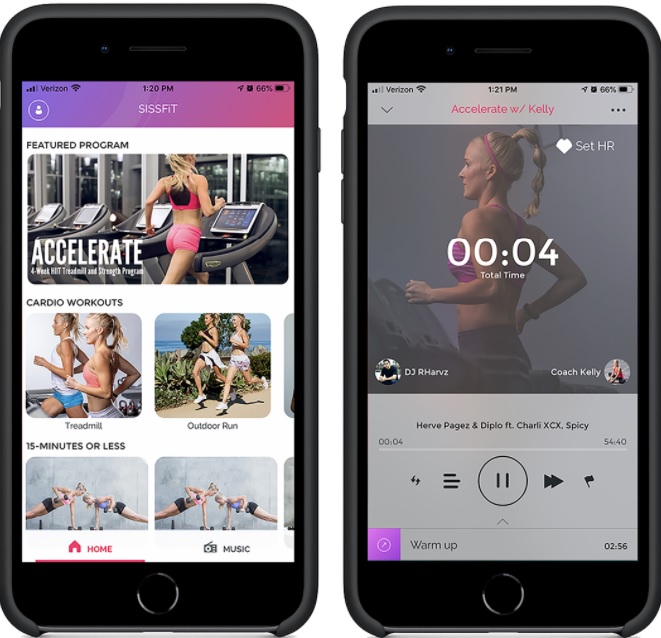 Verizon 1:20 PM 66%
SISSFiT
FEATURED PROGRAM
ACCELERATE
4-Week HIIT Treadmill and Strength Program
CARDIO WORKOUTS
Treadmill
Outdoor Run
15-MINUTES OR LESS
HOME
MUSIC
Verizon 1:21 PM 66%
Accelerate w/ Kelly
Set HR
00:04
Total Time
DJ RHarvz
Coach Kelly
Herve Pagez & Diplo ft. Charli XCX, Spicy
00:04
54:40
Warm up
02:56